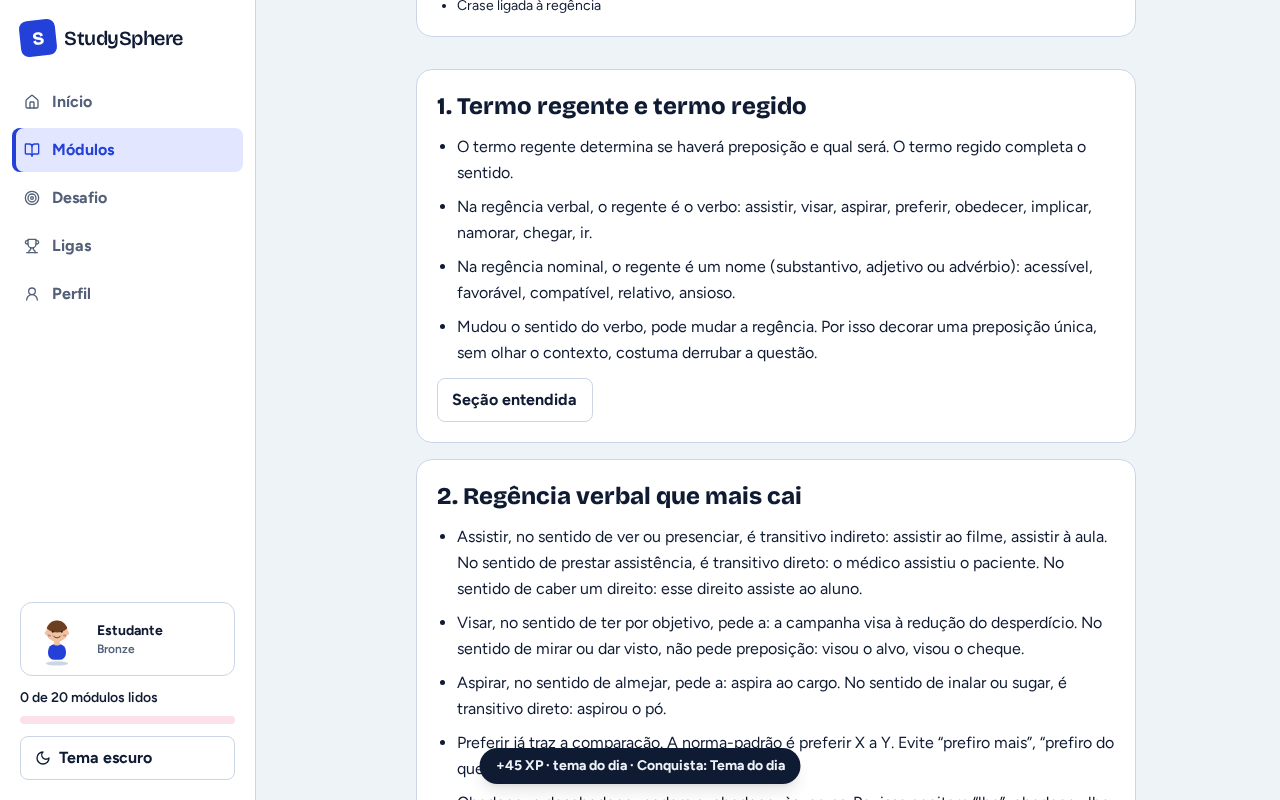 S StudySphere
Início
Módulos
Desafio
Ligas
Perfil
Estudante
Bronze
0 de 20 módulos lidos
Tema escuro
• Crase ligada à regência
1. Termo regente e termo regido
• O termo regente determina se haverá preposição e qual será. O termo regido completa o
sentido.
• Na regência verbal, o regente é o verbo: assistir, visar, aspirar, preferir, obedecer, implicar,
namorar, chegar, ir.
• Na regência nominal, o regente é um nome (substantivo, adjetivo ou advérbio): acessível,
favorável, compatível, relativo, ansioso.
• Mudou o sentido do verbo, pode mudar a regência. Por isso decorar uma preposição única,
sem olhar o contexto, costuma derrubar a questão.
Seção entendida
2. Regência verbal que mais cai
• Assistir, no sentido de ver ou presenciar, é transitivo indireto: assistir ao filme, assistir à aula.
No sentido de prestar assistência, é transitivo direto: o médico assistiu o paciente. No
sentido de caber um direito: esse direito assiste ao aluno.
• Visar, no sentido de ter por objetivo, pede a: a campanha visa à redução do desperdício. No
sentido de mirar ou dar visto, não pede preposição: visou o alvo, visou o cheque.
• Aspirar, no sentido de almejar, pede a: aspira ao cargo. No sentido de inalar ou sugar, é
transitivo direto: aspirou o pó.
• Preferir já traz a comparação. A norma-padrão é preferir X a Y. Evite “prefiro mais”, “prefiro do
que
+45 XP · tema do dia · Conquista: Tema do dia